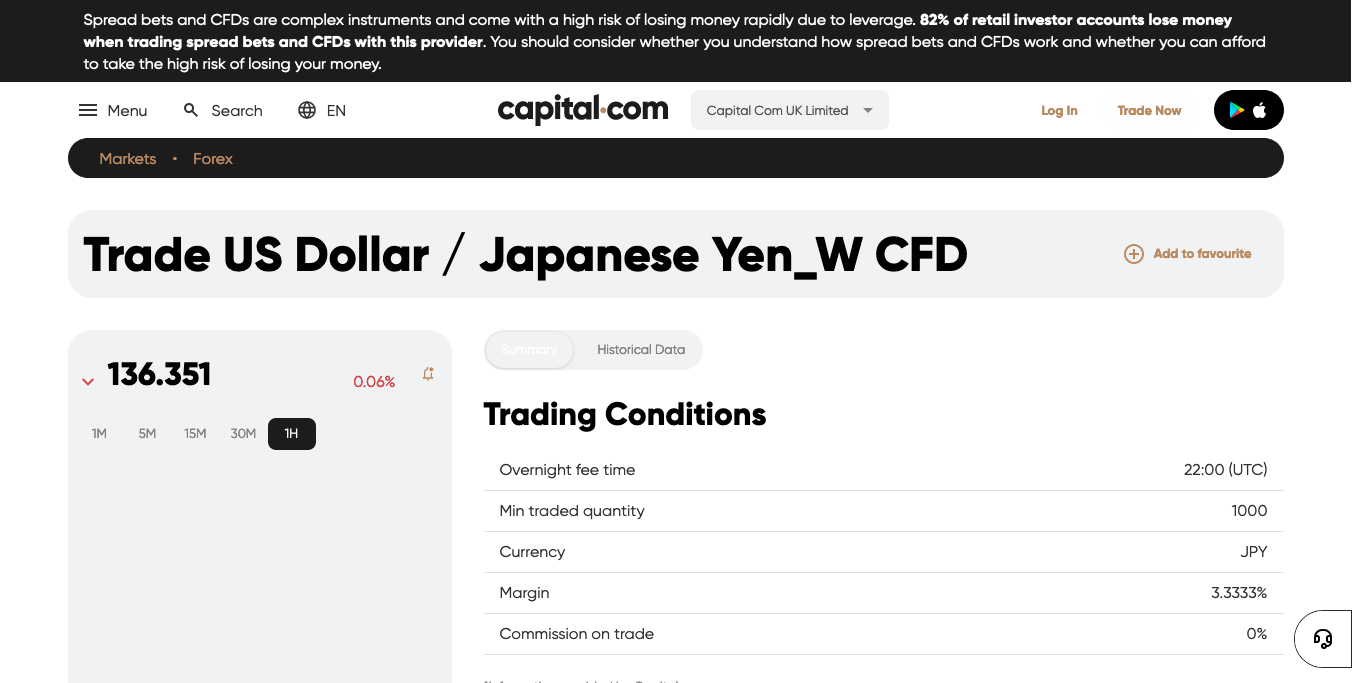 Spread bets and CFDs are complex instruments and come with a high risk of losing money rapidly due to leverage. 82% of retail investor accounts lose money
when trading spread bets and CFDs with this provider. You should consider whether you understand how spread bets and CFDs work and whether you can afford
to take the high risk of losing your money.
Menu Search EN capital.com Capital Com UK Limited Log In Trade Now
Markets • Forex
Trade US Dollar / Japanese Yen_W CFD Add to favourite
136.351 0.06%
1M 5M 15M 30M 1H
Summary Historical Data
Trading Conditions
Overnight fee time 22:00 (UTC)
Min traded quantity 1000
Currency JPY
Margin 3.3333%
Commission on trade 0%